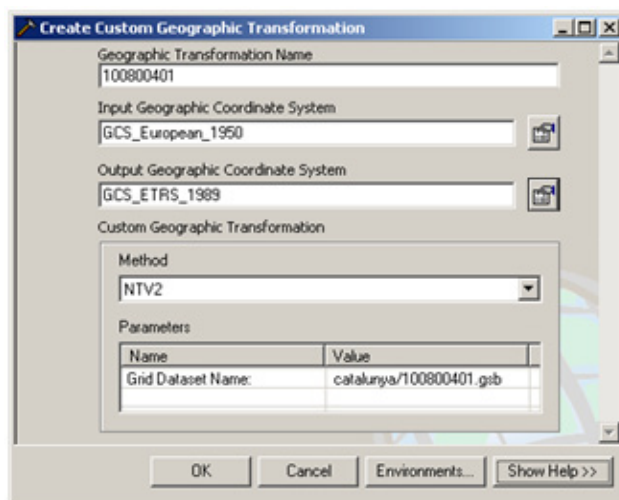 Create Custom Geographic Transformation
Geographic Transformation Name
100800401
Input Geographic Coordinate System
GCS_European_1950
Output Geographic Coordinate System
GCS_ETRS_1989
Custom Geographic Transformation
Method
NTV2
Parameters
Name Value
Grid Dataset Name: catalunya/100800401.gsb
OK Cancel Environments... Show Help >>